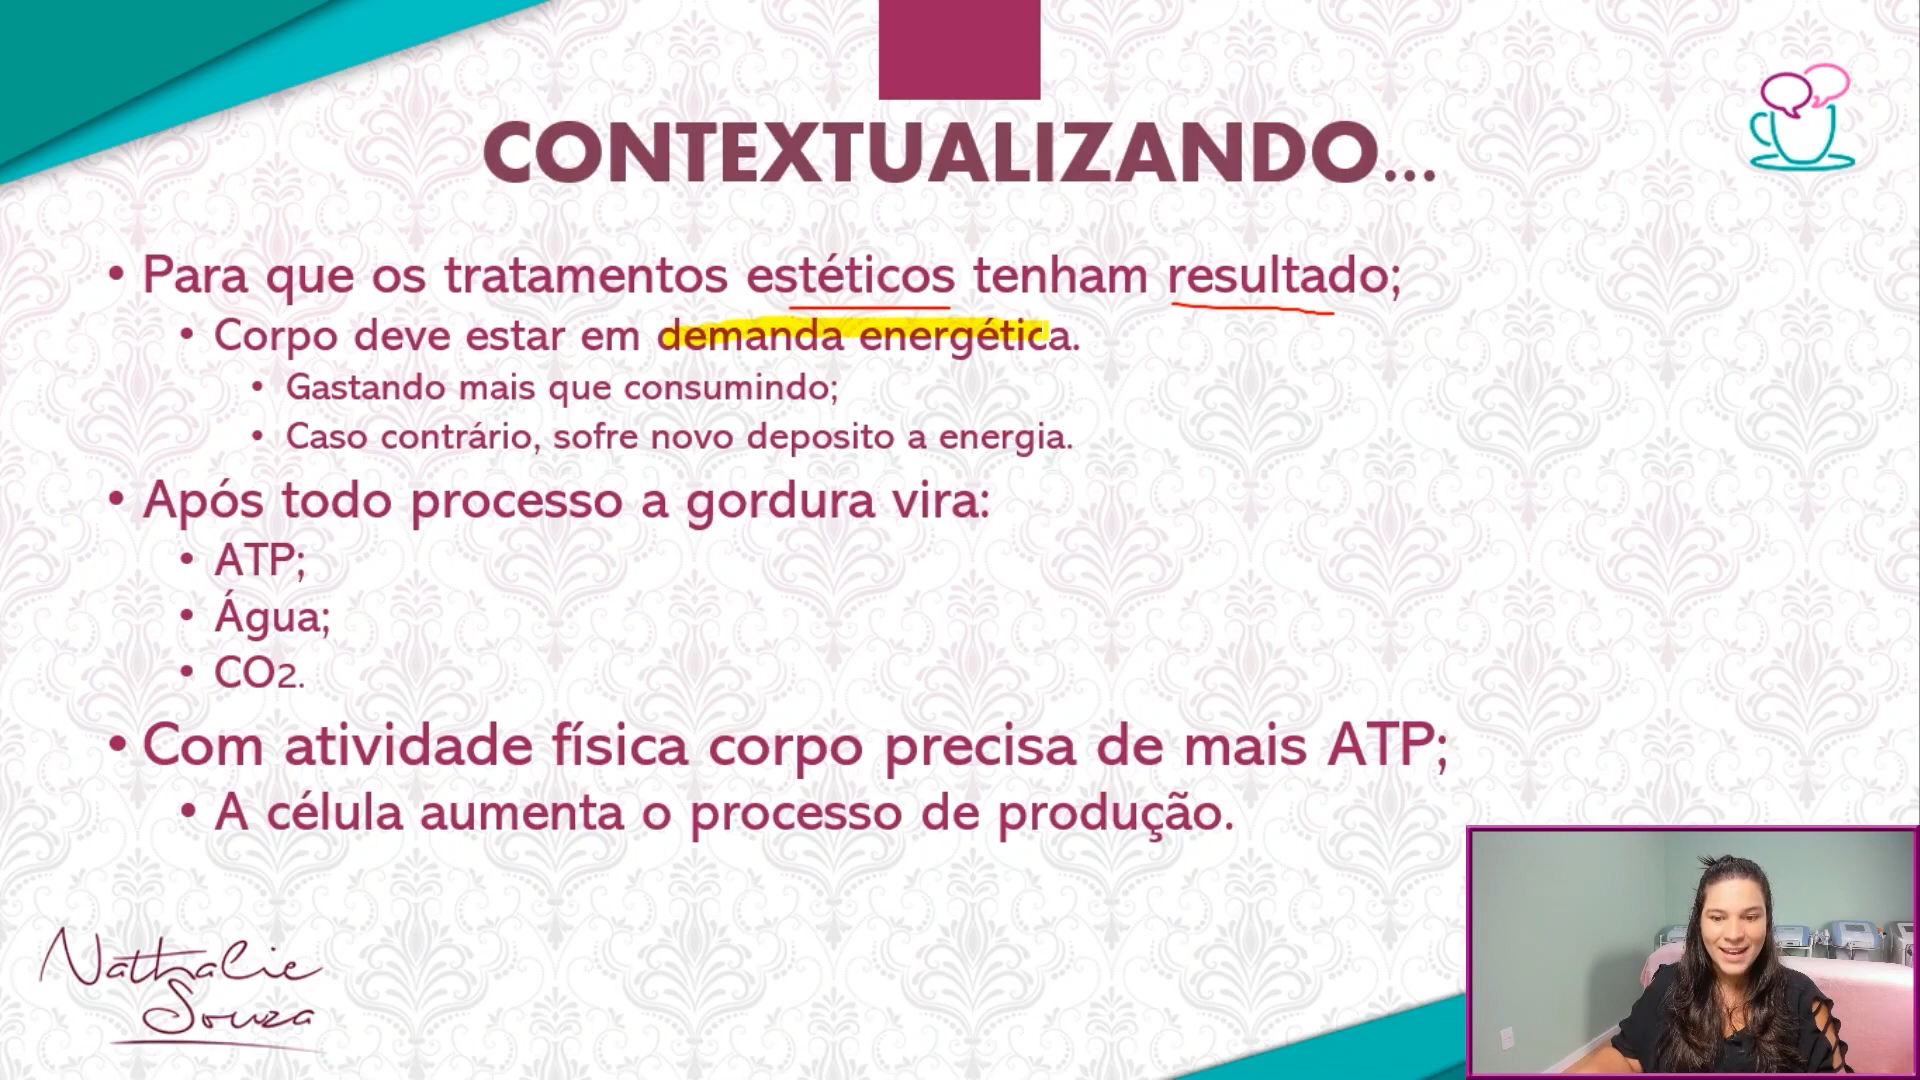 CONTEXTUALIZANDO...
• Para que os tratamentos estéticos tenham resultado;
• Corpo deve estar em demanda energética.
• Gastando mais que consumindo;
• Caso contrário, sofre novo deposito a energia.
• Após todo processo a gordura vira:
• ATP;
• Água;
• CO2.
• Com atividade física corpo precisa de mais ATP;
• A célula aumenta o processo de produção.
Nathalie
Souza